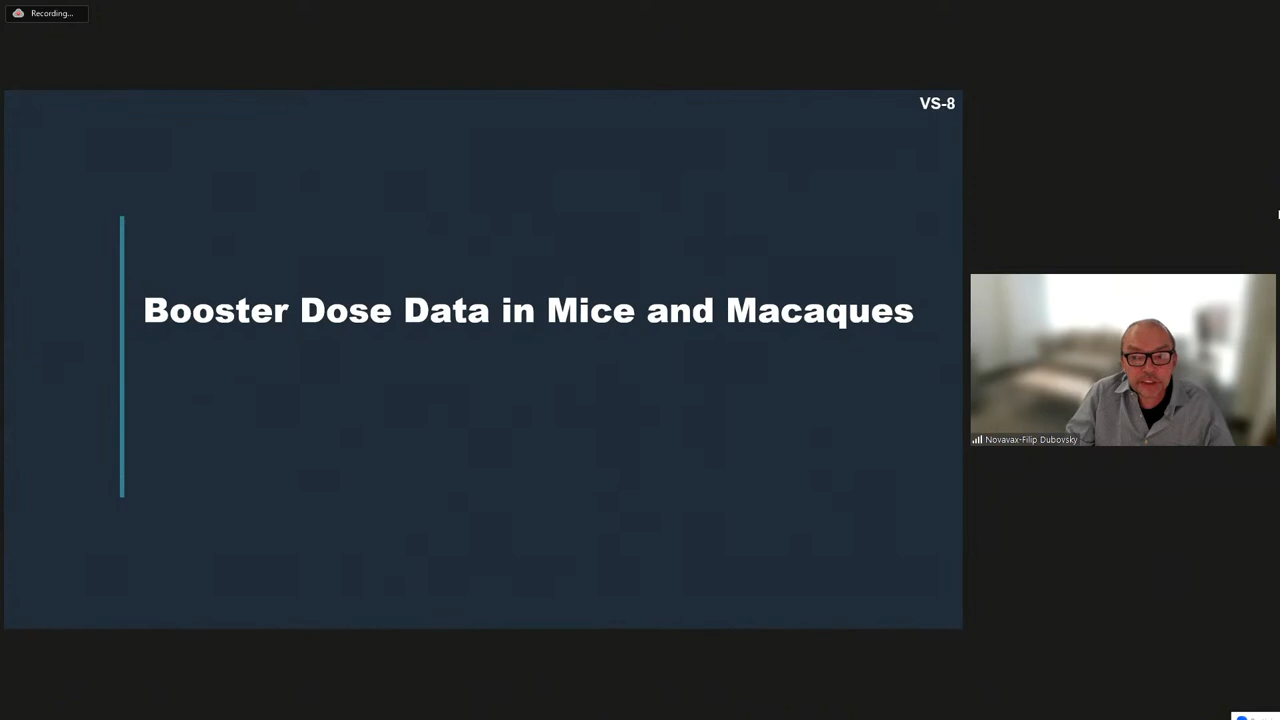 Recording...
VS-8
Booster Dose Data in Mice and Macaques
Novavax-Filip Dubovsky